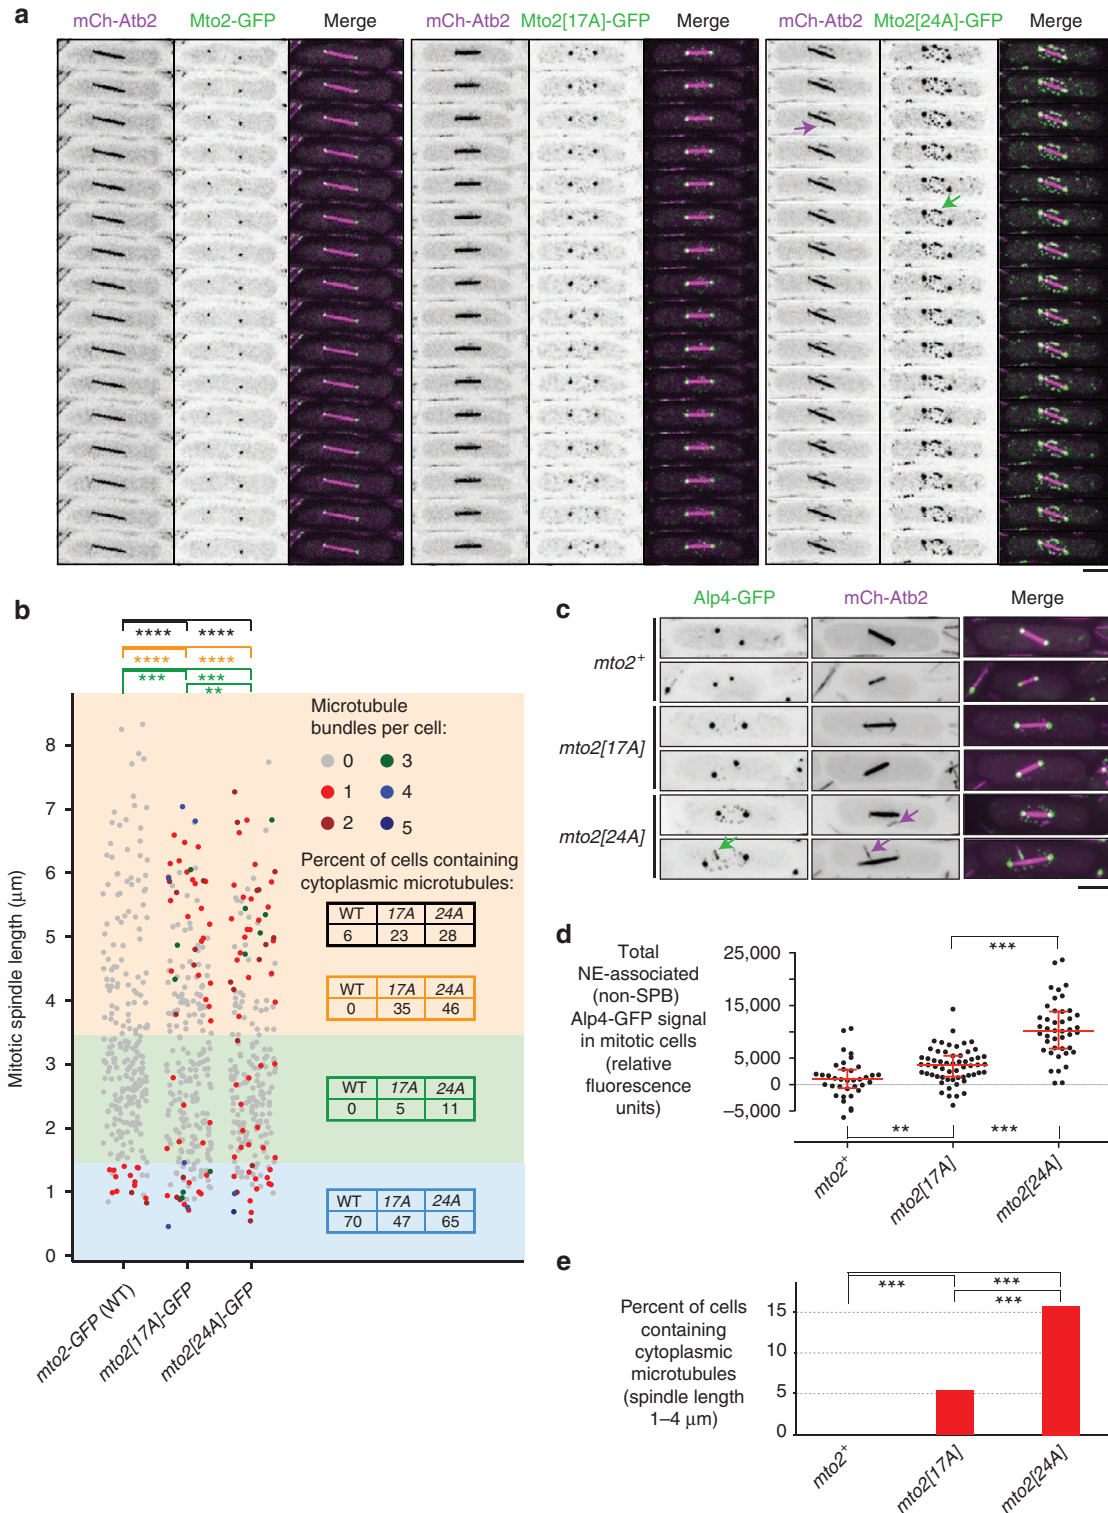 a
mCh-Atb2 Mto2-GFP Merge mCh-Atb2 Mto2[17A]-GFP Merge mCh-Atb2 Mto2[24A]-GFP Merge
b
**** ****
**** ****
*** ***
**
Mitotic spindle length (μm)
8
7
6
5
4
3
2
1
0
Microtubule
bundles per cell:
0 3
1 4
2 5
Percent of cells containing
cytoplasmic microtubules:
WT 17A 24A
6 23 28
WT 17A 24A
0 35 46
WT 17A 24A
0 5 11
WT 17A 24A
70 47 65
mto2-GFP (WT)
mto2[17A]-GFP
mto2[24A]-GFP
c
Alp4-GFP mCh-Atb2 Merge
mto2+
mto2[17A]
mto2[24A]
d
Total
NE-associated
(non-SPB)
Alp4-GFP signal
in mitotic cells
(relative
fluorescence
units)
25,000
15,000
5,000
0
–5,000
***
** ***
mto2+
mto2[17A]
mto2[24A]
e
Percent of cells
containing
cytoplasmic
microtubules
(spindle length
1–4 μm)
15
10
5
0
*** ***
***
mto2+
mto2[17A]
mto2[24A]